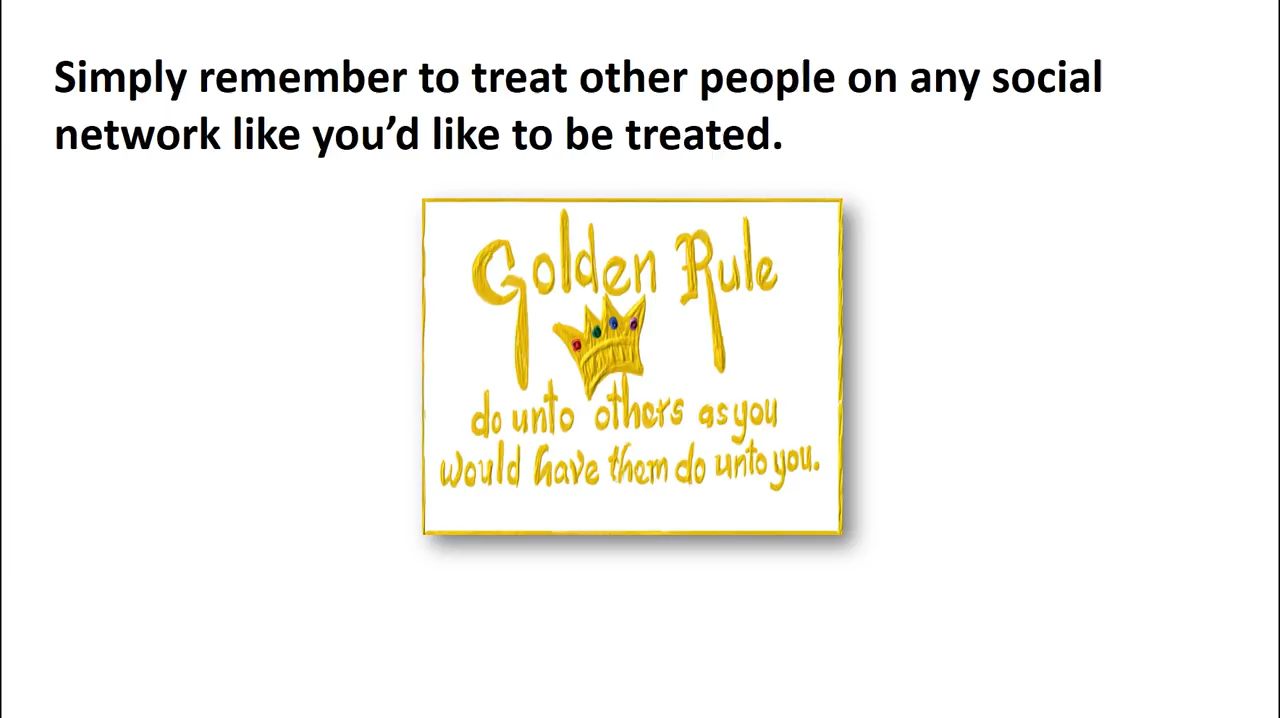 Simply remember to treat other people on any social
network like you’d like to be treated.
Golden Rule
do unto others as you
would have them do unto you.